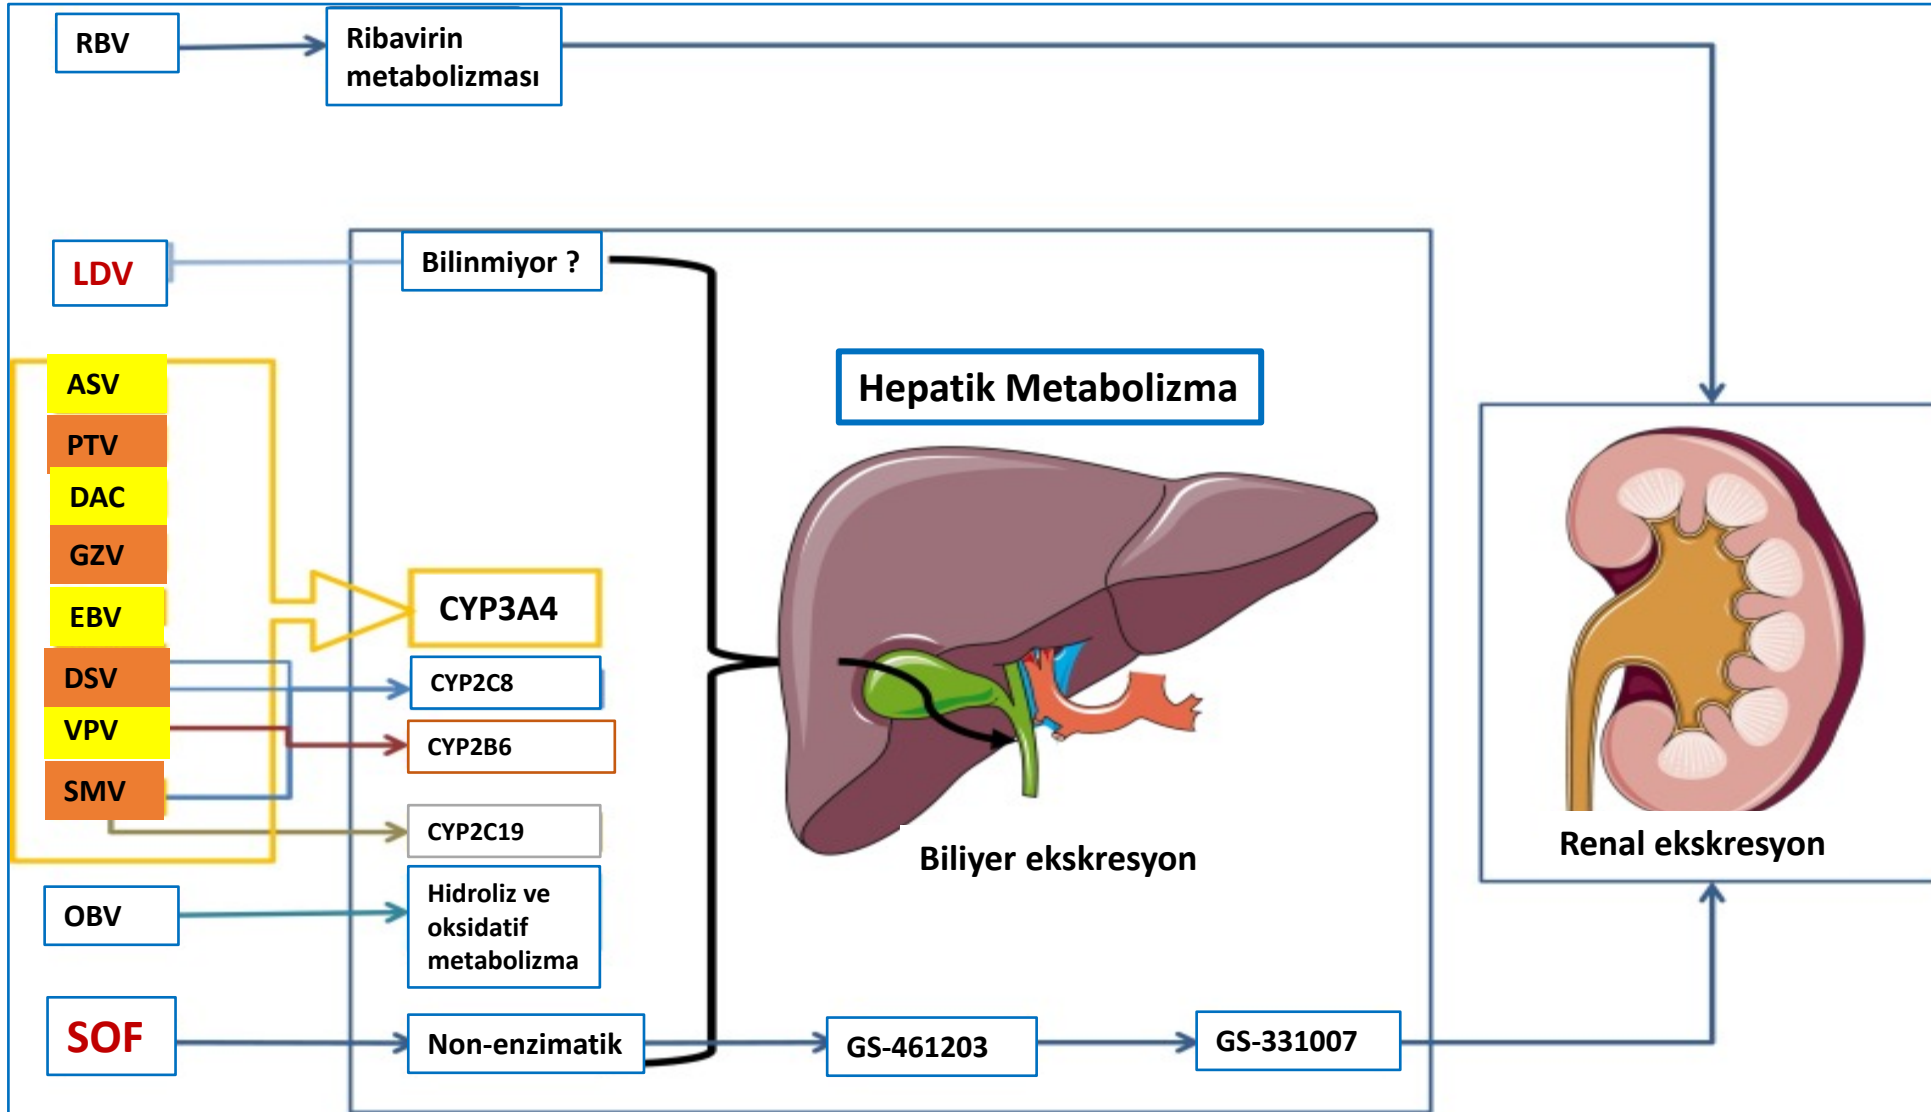 RBV
Ribavirin
metabolizması
LDV
Bilinmiyor ?
ASV
PTV
DAC
GZV
EBV
DSV
VPV
SMV
CYP3A4
CYP2C8
CYP2B6
CYP2C19
Hepatik Metabolizma
Biliyer ekskresyon
Renal ekskresyon
OBV
Hidroliz ve
oksidatif
metabolizma
SOF
Non-enzimatik
GS-461203
GS-331007